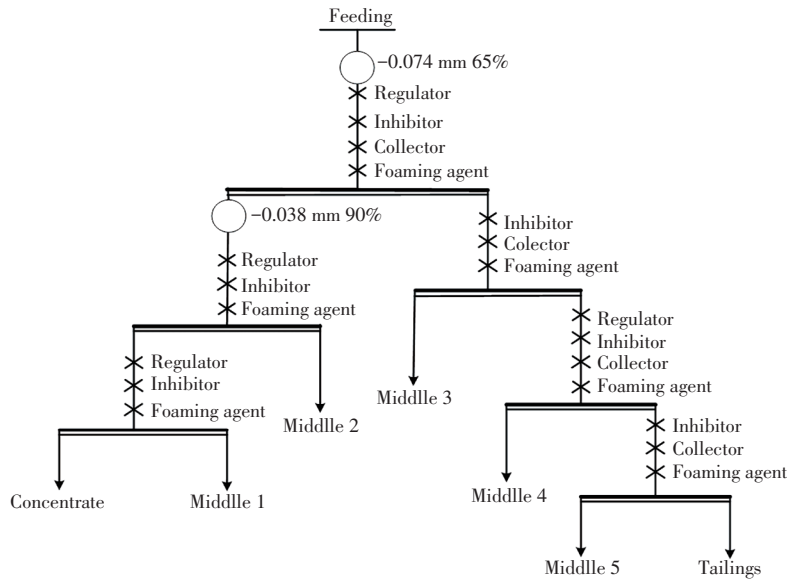 Feeding
−0.074 mm 65%
Regulator
Inhibitor
Collector
Foaming agent
−0.038 mm 90%
Regulator
Inhibitor
Foaming agent
Inhibitor
Colector
Foaming agent
Regulator
Inhibitor
Foaming agent
Middlle 2
Middlle 3
Regulator
Inhibitor
Collector
Foaming agent
Concentrate
Middlle 1
Middlle 4
Inhibitor
Collector
Foaming agent
Middlle 5
Tailings